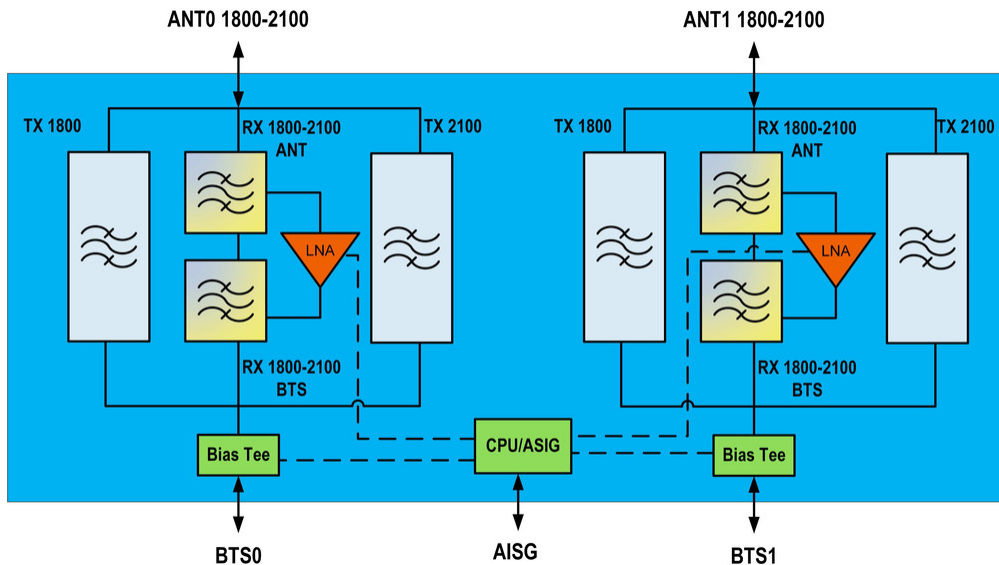 ANT0 1800-2100
ANT1 1800-2100
TX 1800
RX 1800-2100
ANT
TX 2100
TX 1800
RX 1800-2100
ANT
TX 2100
LNA
LNA
RX 1800-2100
BTS
RX 1800-2100
BTS
Bias Tee
CPU/ASIG
Bias Tee
BTS0
AISG
BTS1